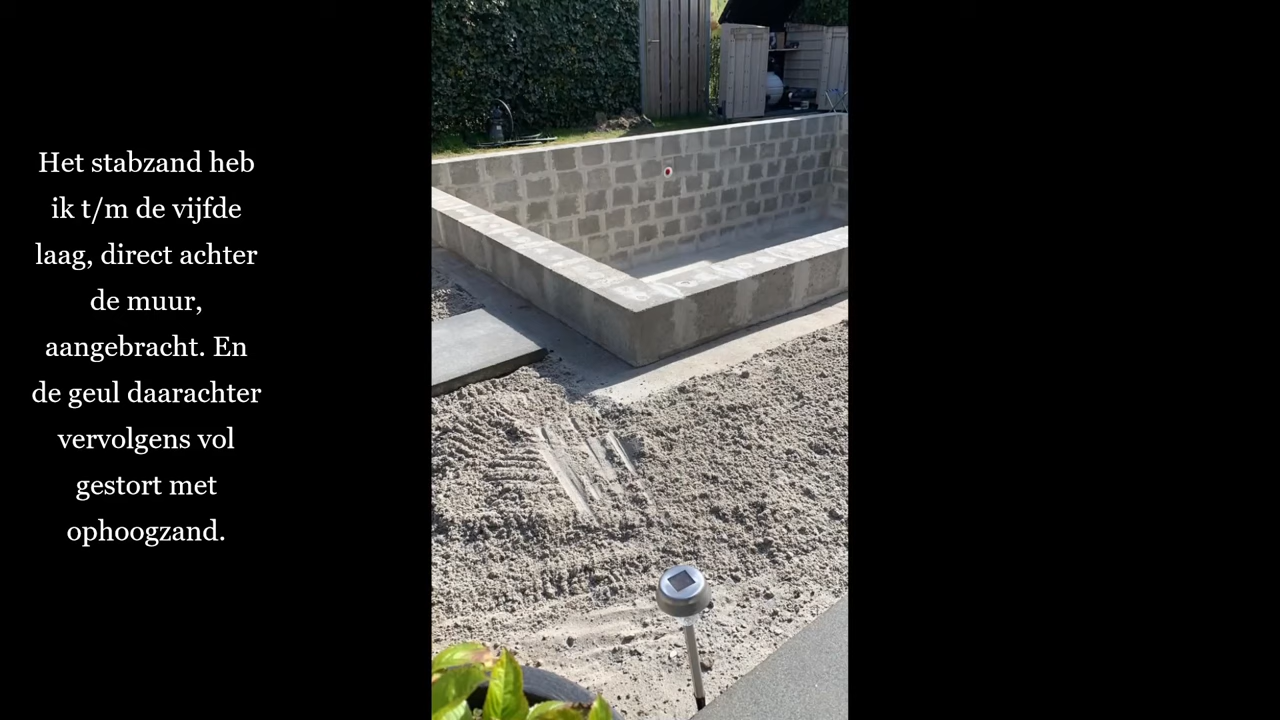 Het stabzand heb
ik t/m de vijfde
laag, direct achter
de muur,
aangebracht. En
de geul daarachter
vervolgens vol
gestort met
ophoogzand.